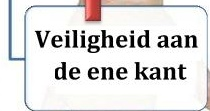 Veiligheid aan
de ene kant